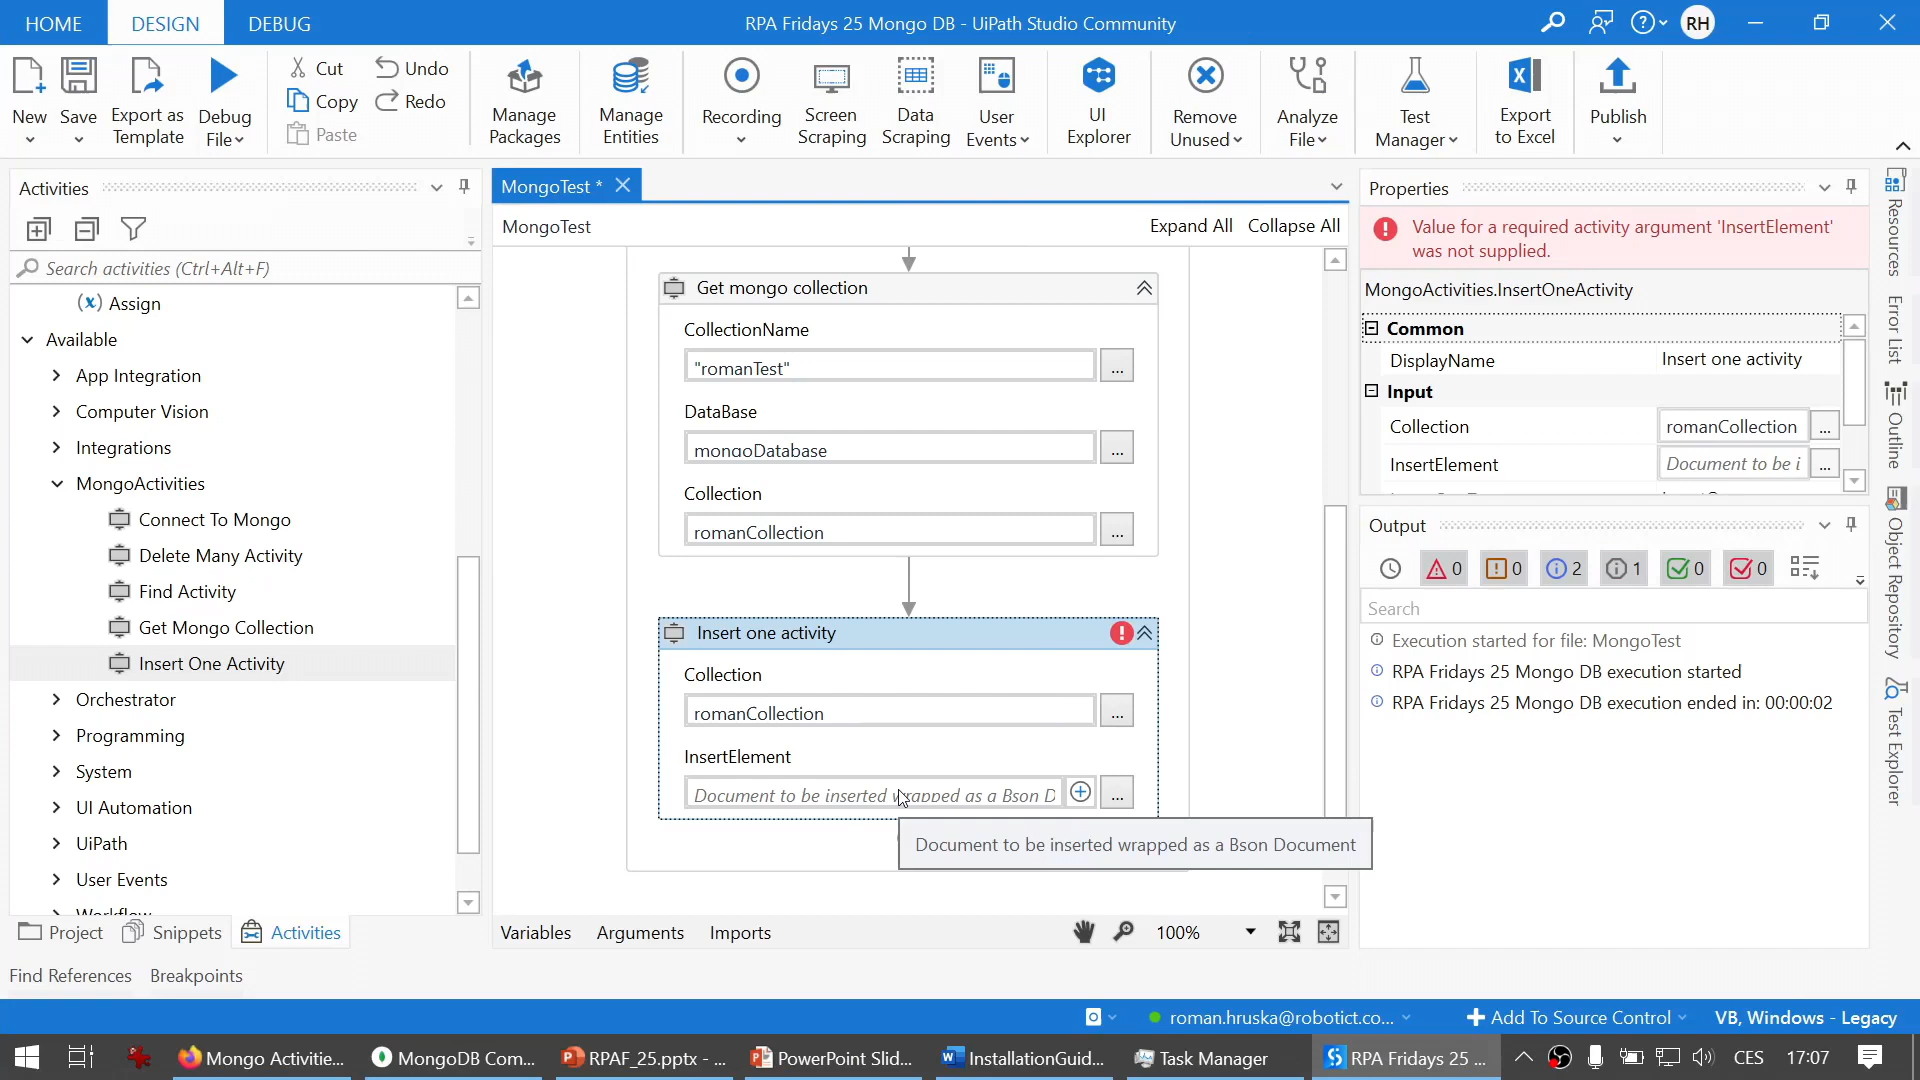 HOME
DESIGN
DEBUG
RPA Fridays 25 Mongo DB - UiPath Studio Community
RH
New
Save
Export as Template
Debug File
Cut
Copy
Paste
Undo
Redo
Manage Packages
Manage Entities
Recording
Screen Scraping
Data Scraping
User Events
UI Explorer
Remove Unused
Analyze File
Test Manager
Export to Excel
Publish
Activities
Search activities (Ctrl+Alt+F)
Assign
Available
App Integration
Computer Vision
Integrations
MongoActivities
Connect To Mongo
Delete Many Activity
Find Activity
Get Mongo Collection
Insert One Activity
Orchestrator
Programming
System
UI Automation
UiPath
User Events
Workflow
Project
Snippets
Activities
Find References
Breakpoints
MongoTest *
MongoTest
Expand All
Collapse All
Get mongo collection
CollectionName
"romanTest"
...
DataBase
mongoDatabase
...
Collection
romanCollection
...
Insert one activity
Collection
romanCollection
...
InsertElement
Document to be inserted wrapped as a Bson D
...
Document to be inserted wrapped as a Bson Document
Variables
Arguments
Imports
100%
Properties
Value for a required activity argument 'InsertElement'
was not supplied.
MongoActivities.InsertOneActivity
Common
DisplayName
Insert one activity
Input
Collection
romanCollection
...
InsertElement
Document to be i
...
Output
0
0
2
1
0
0
Search
Execution started for file: MongoTest
RPA Fridays 25 Mongo DB execution started
RPA Fridays 25 Mongo DB execution ended in: 00:00:02
Resources
Error List
Outline
Object Repository
Test Explorer
roman.hruska@robotict.co...
Add To Source Control
VB, Windows - Legacy
Mongo Activitie...
MongoDB Com...
RPAF_25.pptx - ...
PowerPoint Slid...
InstallationGuid...
Task Manager
RPA Fridays 25 ...
CES
17:07